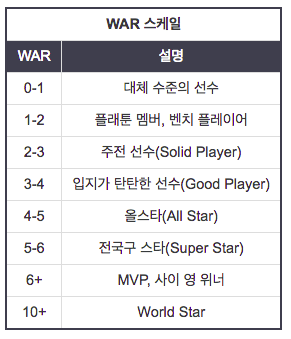 WAR 스케일
WAR 설명
0-1 대체 수준의 선수
1-2 플래툰 멤버, 벤치 플레이어
2-3 주전 선수(Solid Player)
3-4 입지가 탄탄한 선수(Good Player)
4-5 올스타(All Star)
5-6 전국구 스타(Super Star)
6+ MVP, 사이 영 위너
10+ World Star